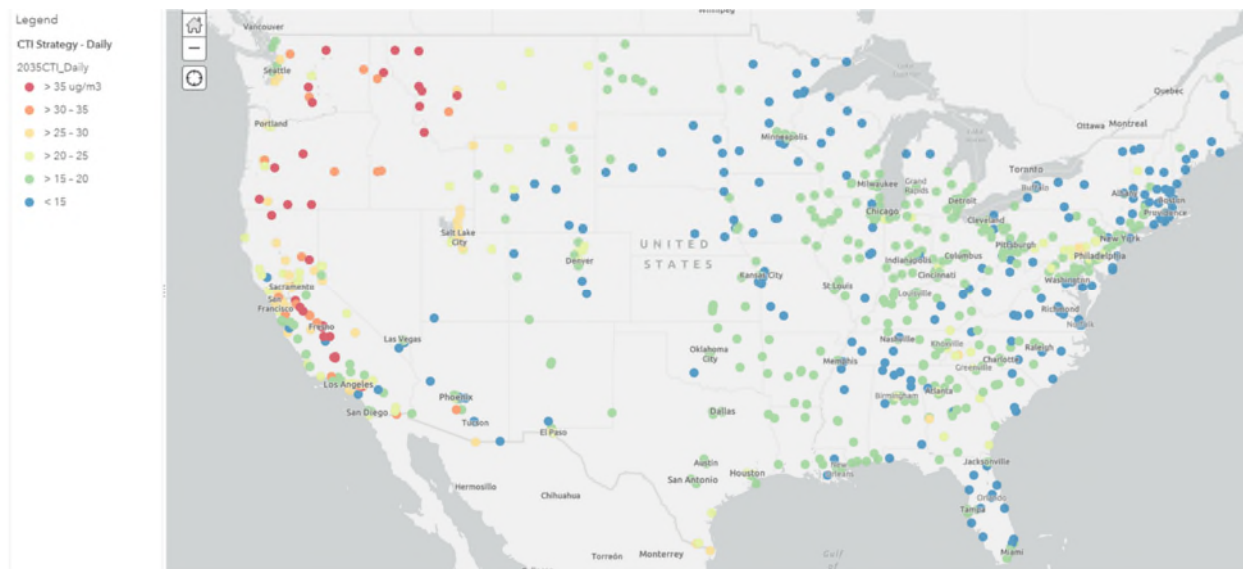 Legend
CTI Strategy - Daily
2035CTI_Daily
> 35 ug/m3
> 30 - 35
> 25 - 30
> 20 - 25
> 15 - 20
< 15
Winnipeg
Vancouver
Seattle
Portland
Quebec
Ottawa
Montreal
Minneapolis
Toronto
Buffalo
Milwaukee
Grand
Rapids
Detroit
Chicago
Cleveland
Albany
Boston
Providence
New York
Salt Lake
City
UNITED
STATES
Denver
Pittsburgh
Philadelphia
Columbus
Indianapolis
Cincinnati
Washington
Kansas City
St Louis
Louisville
Richmond
Norfolk
Sacramento
San
Francisco
Fresno
Las Vegas
Nashville
Knoxville
Raleigh
Charlotte
Greenville
Oklahoma
City
Memphis
Los Angeles
Phoenix
Atlanta
Birmingham
San Diego
Tucson
Dallas
El Paso
Jacksonville
Austin
Houston
New
Orleans
San Antonio
Hermosillo
Chihuahua
Orlando
Tampa
Torreón
Monterrey
Miami
Gulf
of